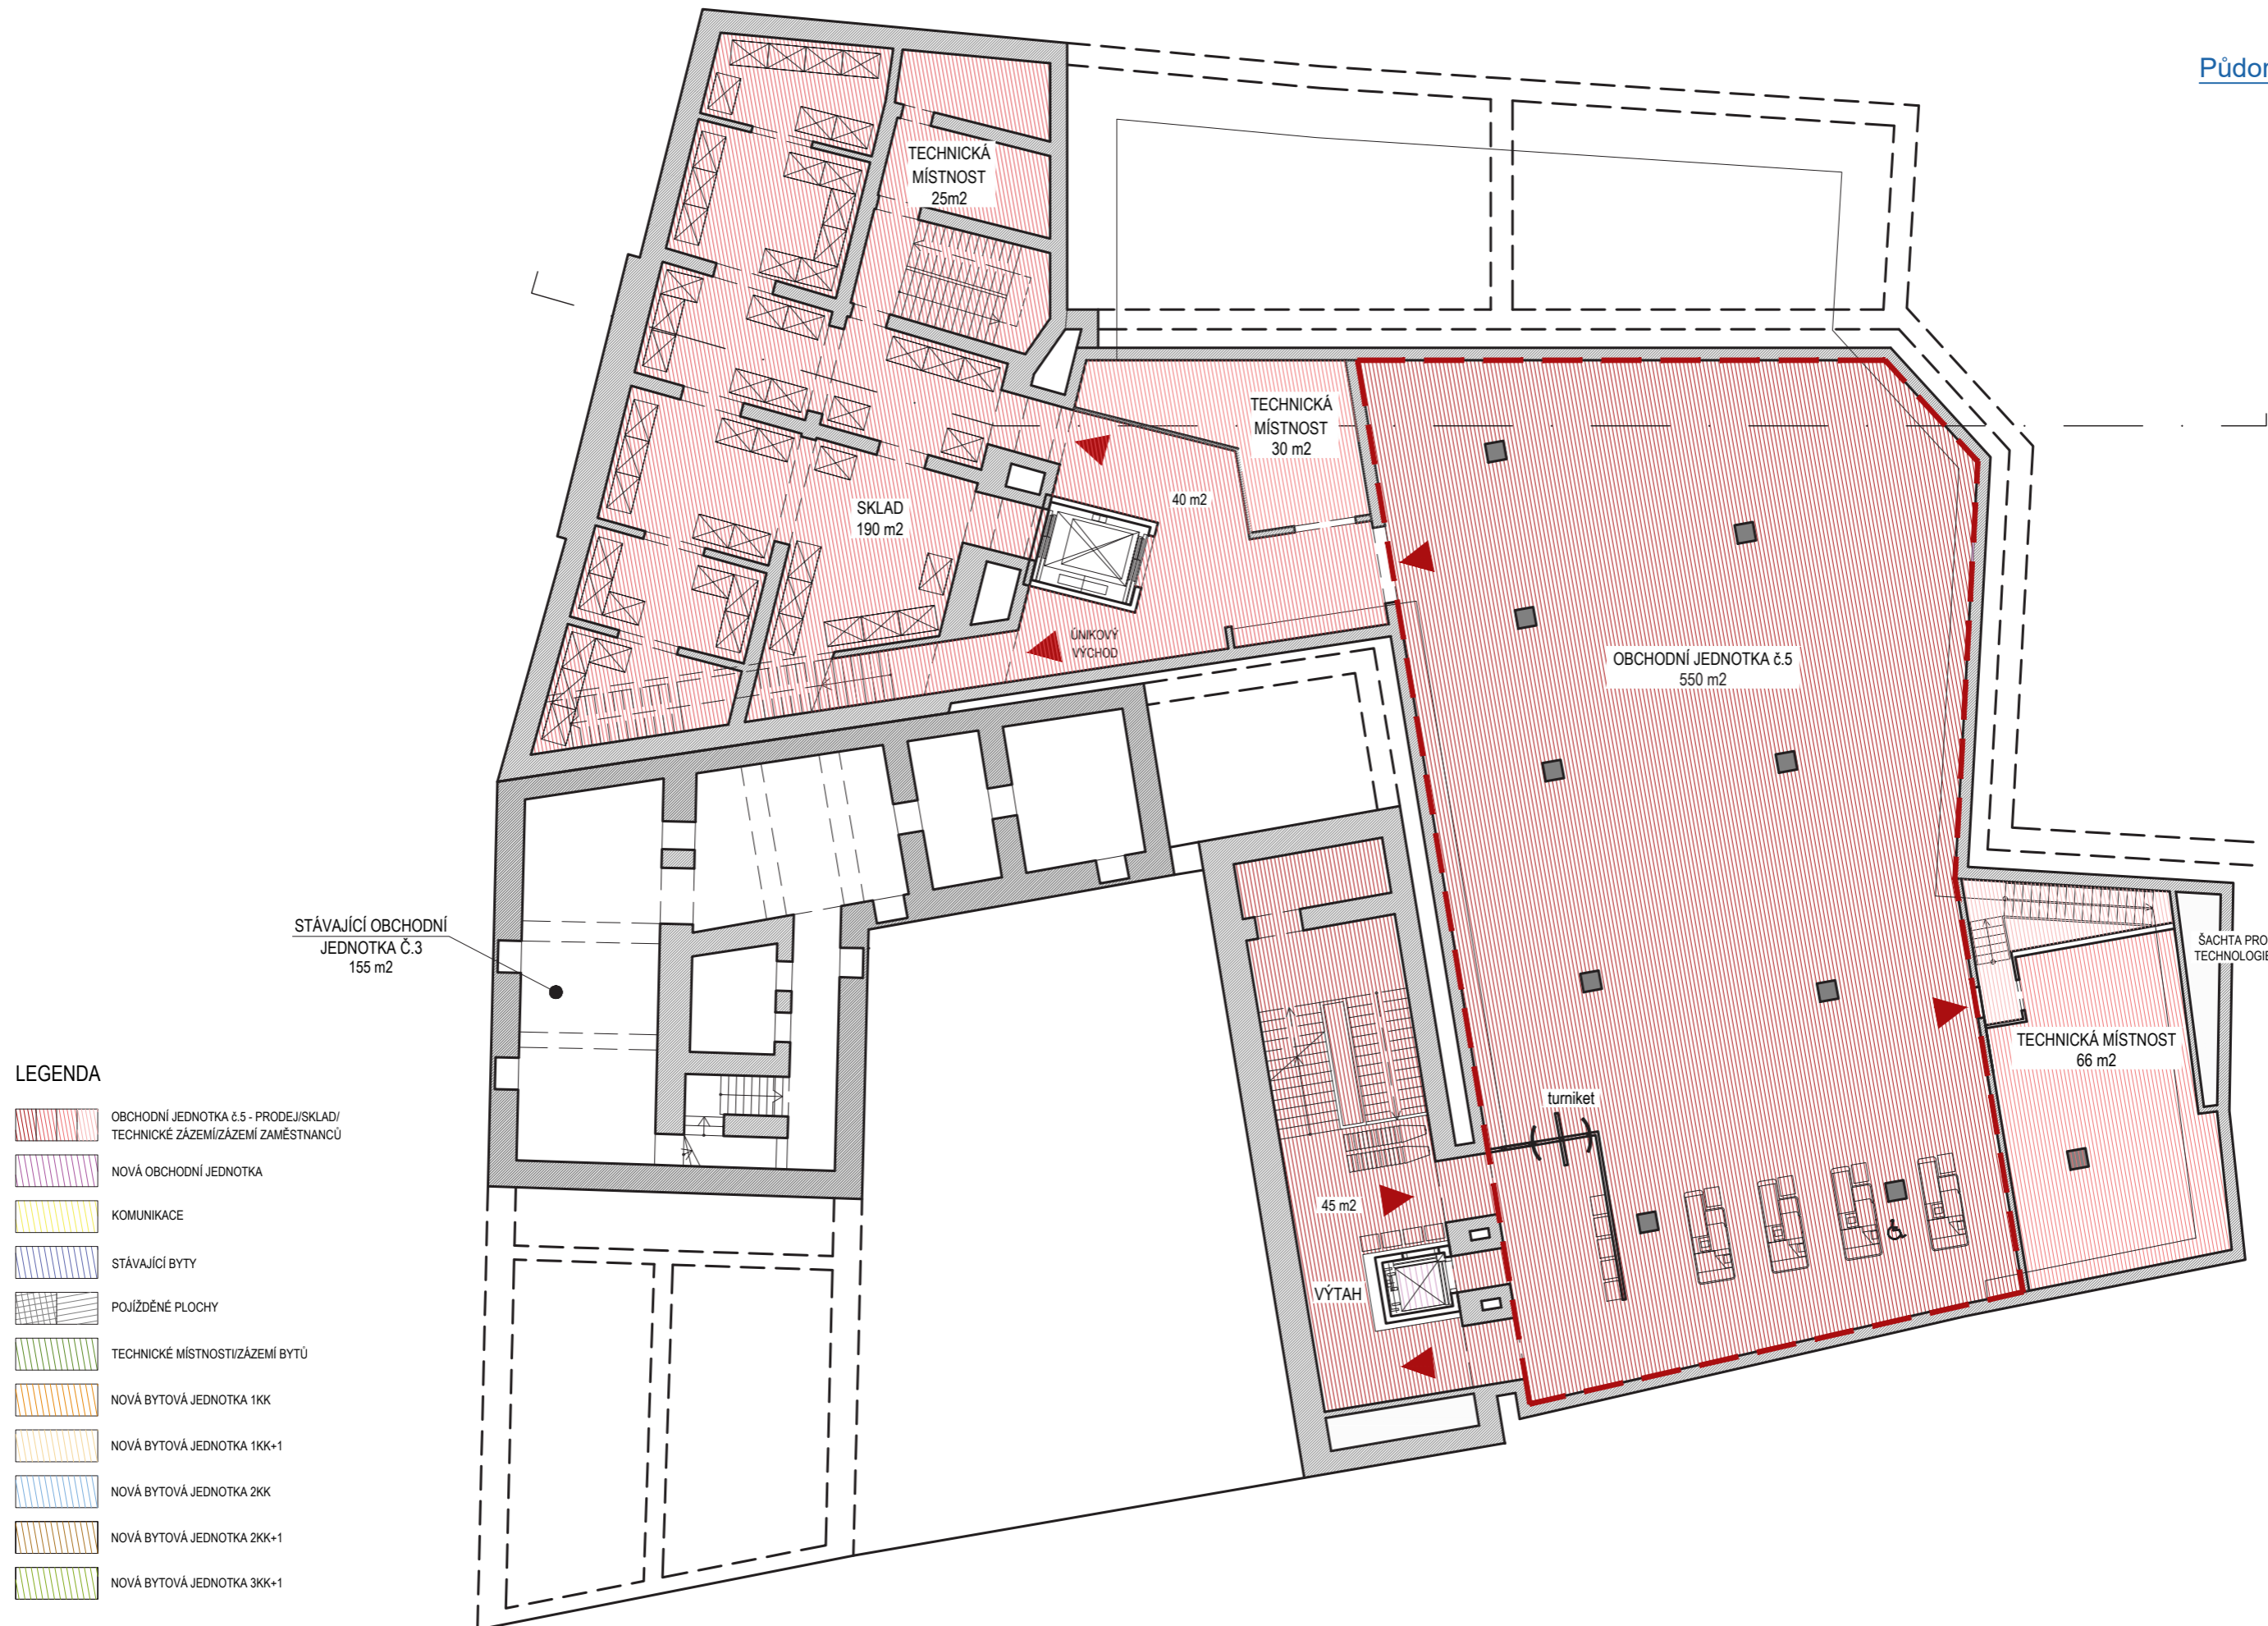 Půdor
TECHNICKÁ
MÍSTNOST
25m2
TECHNICKÁ
MÍSTNOST
30 m2
40 m2
SKLAD
190 m2
ÚNIKOVÝ
VÝCHOD
OBCHODNÍ JEDNOTKA č.5
550 m2
STÁVAJÍCÍ OBCHODNÍ
JEDNOTKA Č.3
155 m2
ŠACHTA PRO
TECHNOLOGIE
TECHNICKÁ MÍSTNOST
66 m2
turniket
45 m2
VÝTAH
LEGENDA
OBCHODNÍ JEDNOTKA č.5 - PRODEJ/SKLAD/
TECHNICKÉ ZÁZEMÍ/ZÁZEMÍ ZAMĚSTNANCŮ
NOVÁ OBCHODNÍ JEDNOTKA
KOMUNIKACE
STÁVAJÍCÍ BYTY
POJÍŽDĚNÉ PLOCHY
TECHNICKÉ MÍSTNOSTI/ZÁZEMÍ BYTŮ
NOVÁ BYTOVÁ JEDNOTKA 1KK
NOVÁ BYTOVÁ JEDNOTKA 1KK+1
NOVÁ BYTOVÁ JEDNOTKA 2KK
NOVÁ BYTOVÁ JEDNOTKA 2KK+1
NOVÁ BYTOVÁ JEDNOTKA 3KK+1